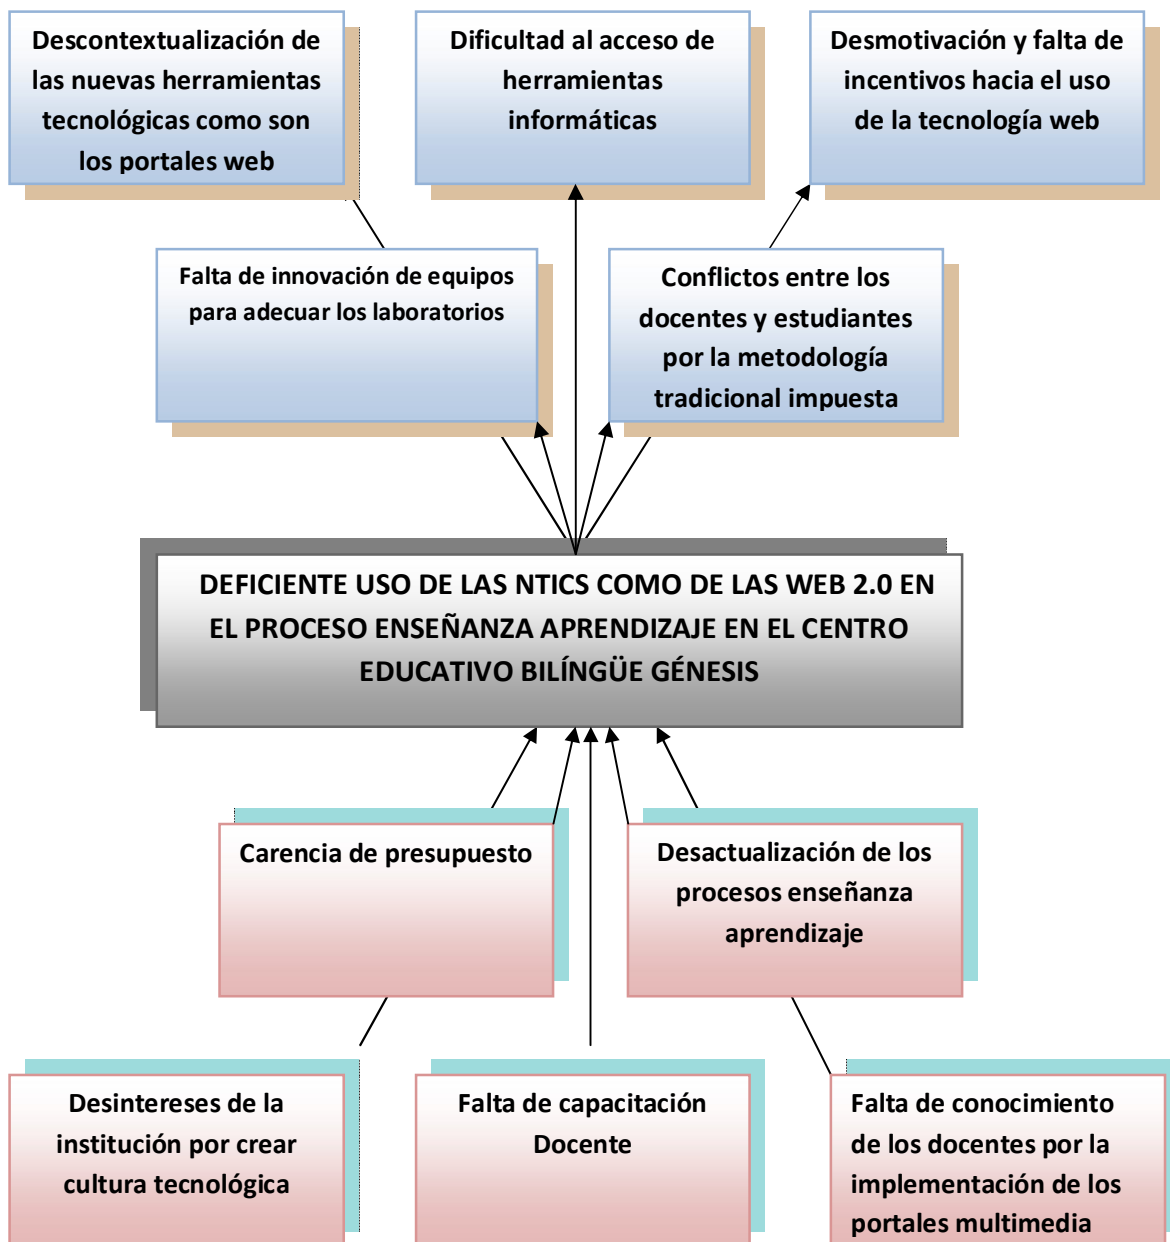 Descontextualización de
las nuevas herramientas
tecnológicas como son
los portales web
Dificultad al acceso de
herramientas
informáticas
Desmotivación y falta de
incentivos hacia el uso
de la tecnología web
Falta de innovación de equipos
para adecuar los laboratorios
Conflictos entre los
docentes y estudiantes
por la metodología
tradicional impuesta
DEFICIENTE USO DE LAS NTICS COMO DE LAS WEB 2.0 EN
EL PROCESO ENSEÑANZA APRENDIZAJE EN EL CENTRO
EDUCATIVO BILÍNGÜE GÉNESIS
Carencia de presupuesto
Desactualización de los
procesos enseñanza
aprendizaje
Desintereses de la
institución por crear
cultura tecnológica
Falta de capacitación
Docente
Falta de conocimiento
de los docentes por la
implementación de los
portales multimedia